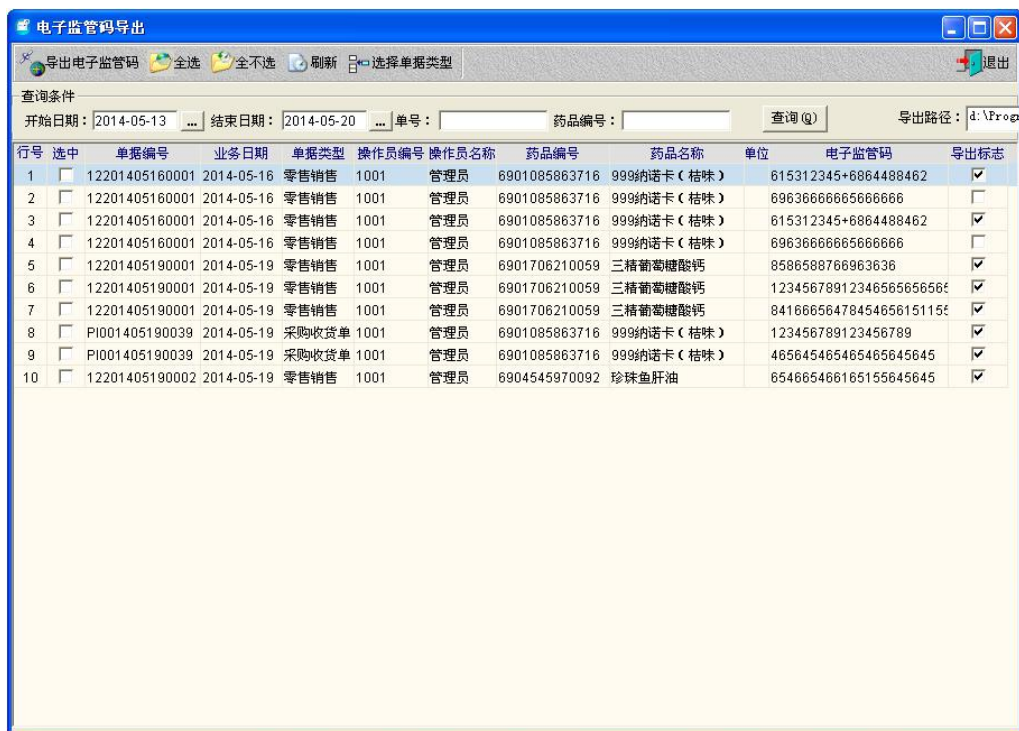 电子监管码导出
导出电子监管码 全选 全不选 刷新 选择单据类型 退出
查询条件
开始日期： 2014-05-13 ... 结束日期： 2014-05-20 ... 单号： 药品编号： 查询(Q) 导出路径： d:\Progr
行号 选中 单据编号 业务日期 单据类型 操作员编号 操作员名称 药品编号 药品名称 单位 电子监管码 导出标志
1 12201405160001 2014-05-16 零售销售 1001 管理员 6901085863716 999纳诺卡（桔味） 615312345+6864488462
2 12201405160001 2014-05-16 零售销售 1001 管理员 6901085863716 999纳诺卡（桔味） 69636666665666666
3 12201405160001 2014-05-16 零售销售 1001 管理员 6901085863716 999纳诺卡（桔味） 615312345+6864488462
4 12201405160001 2014-05-16 零售销售 1001 管理员 6901085863716 999纳诺卡（桔味） 69636666665666666
5 12201405190001 2014-05-19 零售销售 1001 管理员 6901706210059 三精葡萄糖酸钙 8586588766963636
6 12201405190001 2014-05-19 零售销售 1001 管理员 6901706210059 三精葡萄糖酸钙 12345678912346565656565
7 12201405190001 2014-05-19 零售销售 1001 管理员 6901706210059 三精葡萄糖酸钙 84166656478454656151155
8 PI001405190039 2014-05-19 采购收货单 1001 管理员 6901085863716 999纳诺卡（桔味） 123456789123456789
9 PI001405190039 2014-05-19 采购收货单 1001 管理员 6901085863716 999纳诺卡（桔味） 465645465465465645645
10 12201405190002 2014-05-19 零售销售 1001 管理员 6904545970092 珍珠鱼肝油 654665466165155645645